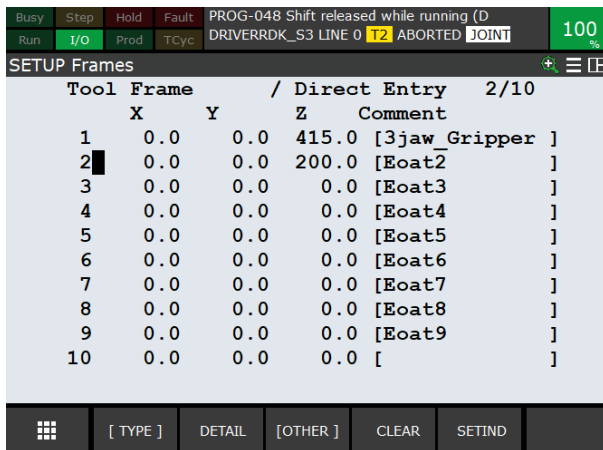 Busy Step Hold Fault PROG-048 Shift released while running (D
Run I/O Prod TCyc DRIVERRDK_S3 LINE 0 T2 ABORTED JOINT 100 %
SETUP Frames
Tool Frame / Direct Entry 2/10
X Y Z Comment
1 0.0 0.0 415.0 [3jaw_Gripper ]
2 0.0 0.0 200.0 [Eoat2 ]
3 0.0 0.0 0.0 [Eoat3 ]
4 0.0 0.0 0.0 [Eoat4 ]
5 0.0 0.0 0.0 [Eoat5 ]
6 0.0 0.0 0.0 [Eoat6 ]
7 0.0 0.0 0.0 [Eoat7 ]
8 0.0 0.0 0.0 [Eoat8 ]
9 0.0 0.0 0.0 [Eoat9 ]
10 0.0 0.0 0.0 [ ]
[ TYPE ] DETAIL [OTHER ] CLEAR SETIND